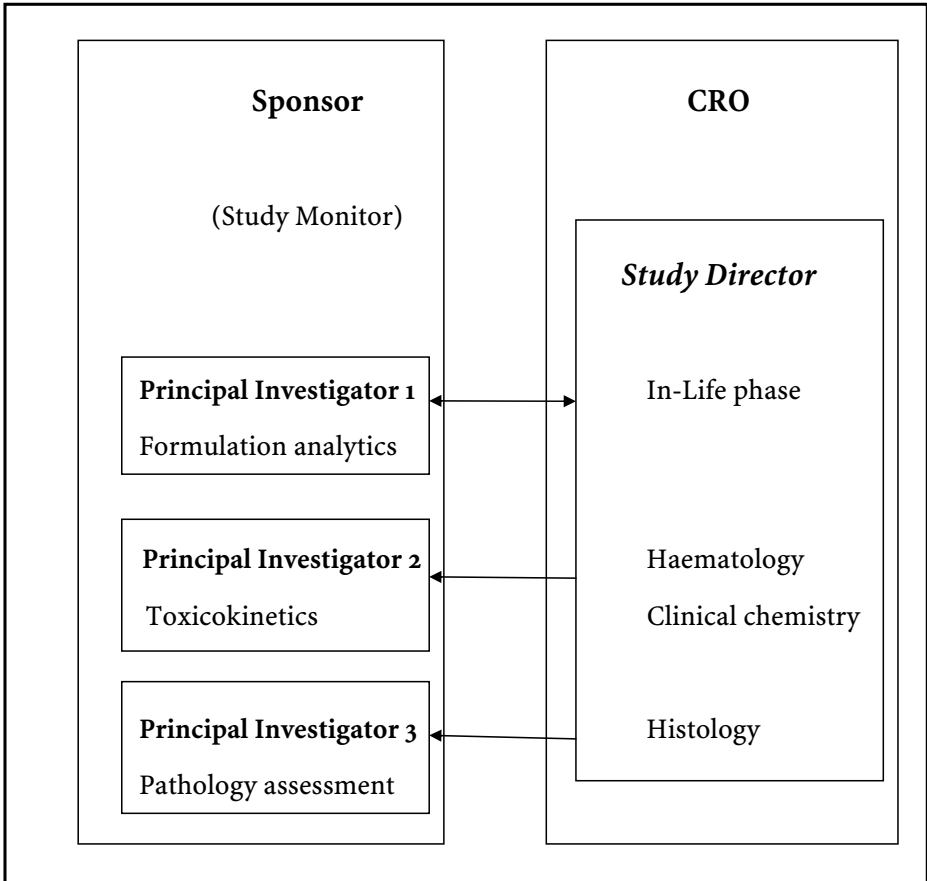 Sponsor
(Study Monitor)
Principal Investigator 1
Formulation analytics
Principal Investigator 2
Toxicokinetics
Principal Investigator 3
Pathology assessment
CRO
Study Director
In-Life phase
Haematology
Clinical chemistry
Histology